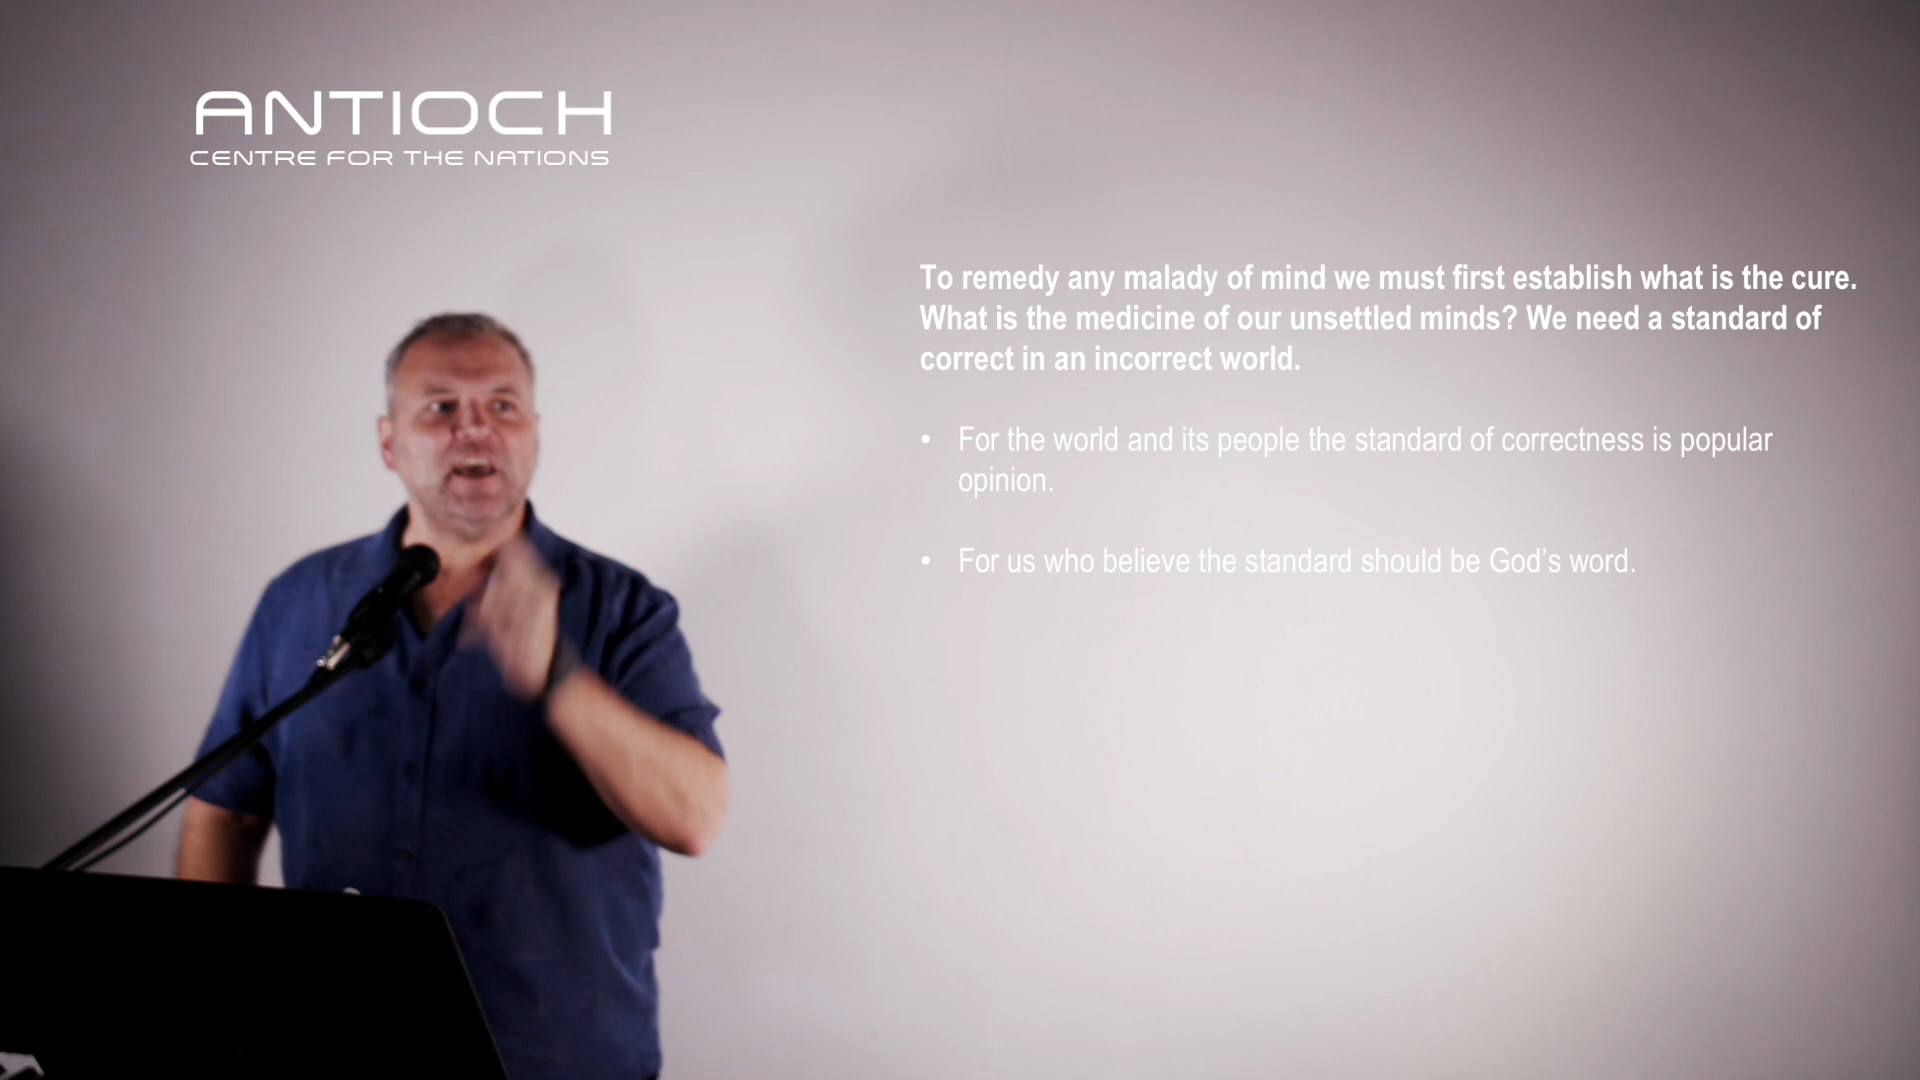 ANTIOCH
CENTRE FOR THE NATIONS
To remedy any malady of mind we must first establish what is the cure.
What is the medicine of our unsettled minds? We need a standard of
correct in an incorrect world.
• For the world and its people the standard of correctness is popular
opinion.
• For us who believe the standard should be God’s word.